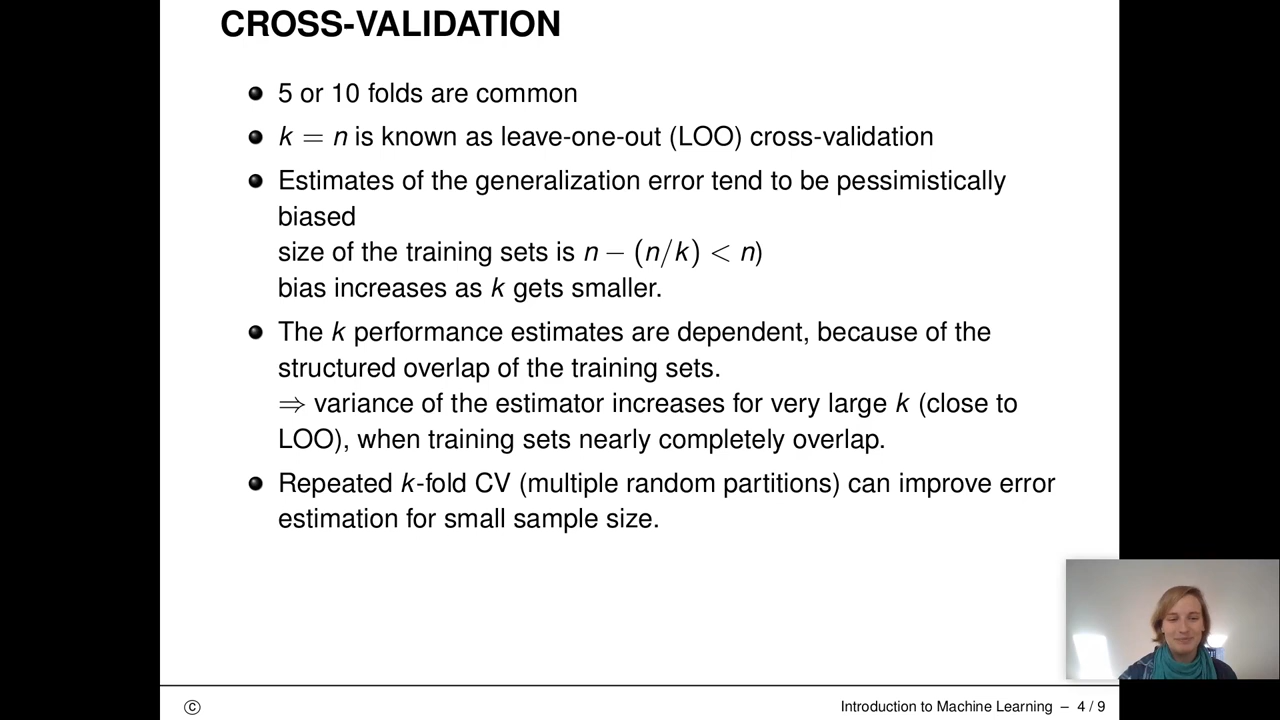 CROSS-VALIDATION
5 or 10 folds are common
k = n is known as leave-one-out (LOO) cross-validation
Estimates of the generalization error tend to be pessimistically
biased
size of the training sets is n − (n/k) < n)
bias increases as k gets smaller.
The k performance estimates are dependent, because of the
structured overlap of the training sets.
⇒ variance of the estimator increases for very large k (close to
LOO), when training sets nearly completely overlap.
Repeated k-fold CV (multiple random partitions) can improve error
estimation for small sample size.
© Introduction to Machine Learning – 4 / 9